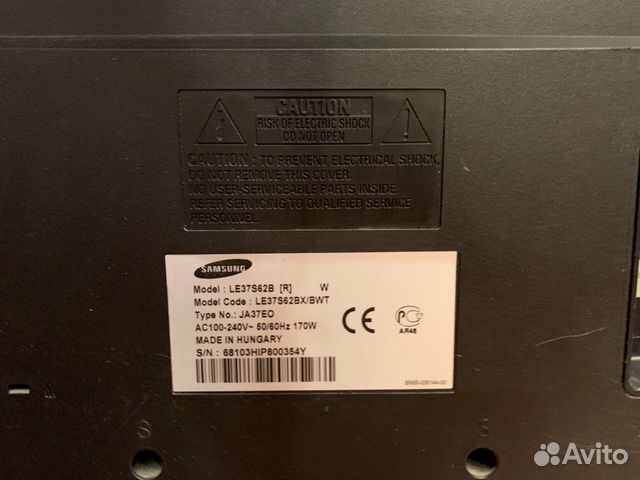 CAUTION
RISK OF ELECTRIC SHOCK
DO NOT OPEN
CAUTION : TO PREVENT ELECTRICAL SHOCK,
DO NOT REMOVE THIS COVER.
NO USER-SERVICEABLE PARTS INSIDE.
REFER SERVICING TO QUALIFIED SERVICE
PERSONNEL.
SAMSUNG
Model : LE37S62B [R] W
Model Code : LE37S62BX/BWT
Type No.: JA37EO
AC100-240V~ 50/60Hz 170W
MADE IN HUNGARY
S/N : 68103HIP800354Y
CE
АЯ46
S
S
Avito